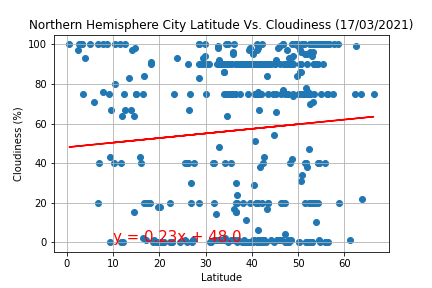 Northern Hemisphere City Latitude Vs. Cloudiness (17/03/2021)
100
80
60
40
20
0
Cloudiness (%)
y = 0.23x + 48.0
0 10 20 30 40 50 60
Latitude